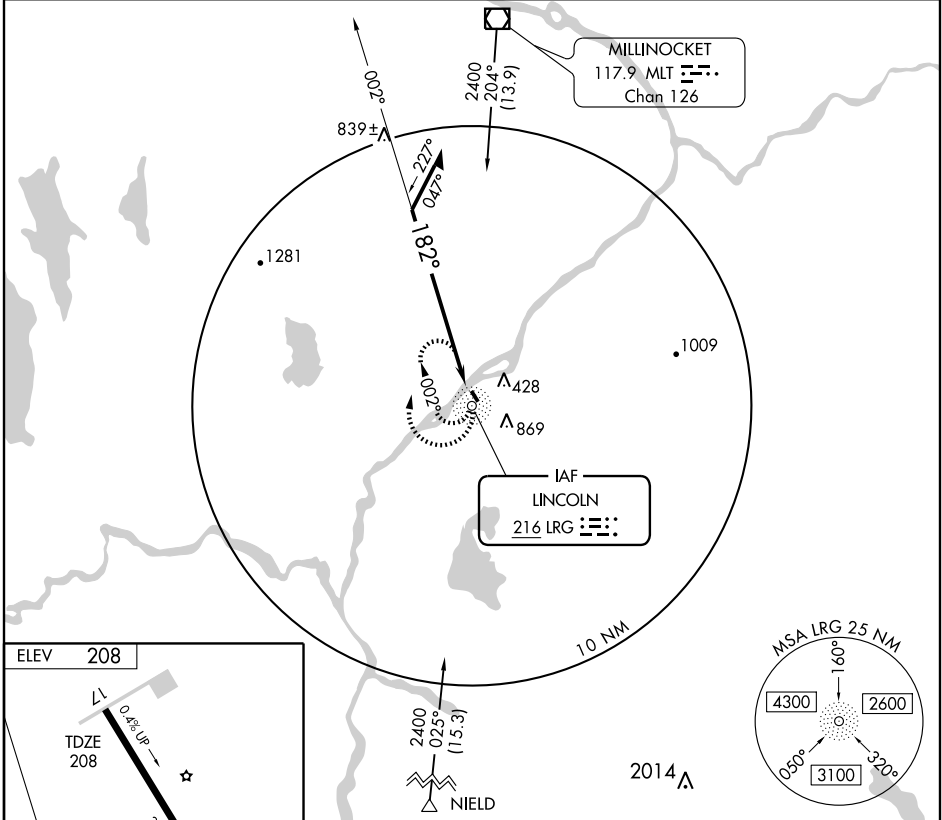 MILLINOCKET
117.9 MLT
Chan 126
2400
204°
(13.9)
002°
839±
227°
047°
182°
1281
1009
002°
428
869
IAF
LINCOLN
216 LRG
10 NM
ELEV 208
17
0.4% UP
TDZE
208
2400
025°
(15.3)
NIELD
2014
MSA LRG 25 NM
160°
4300
2600
050°
320°
3100